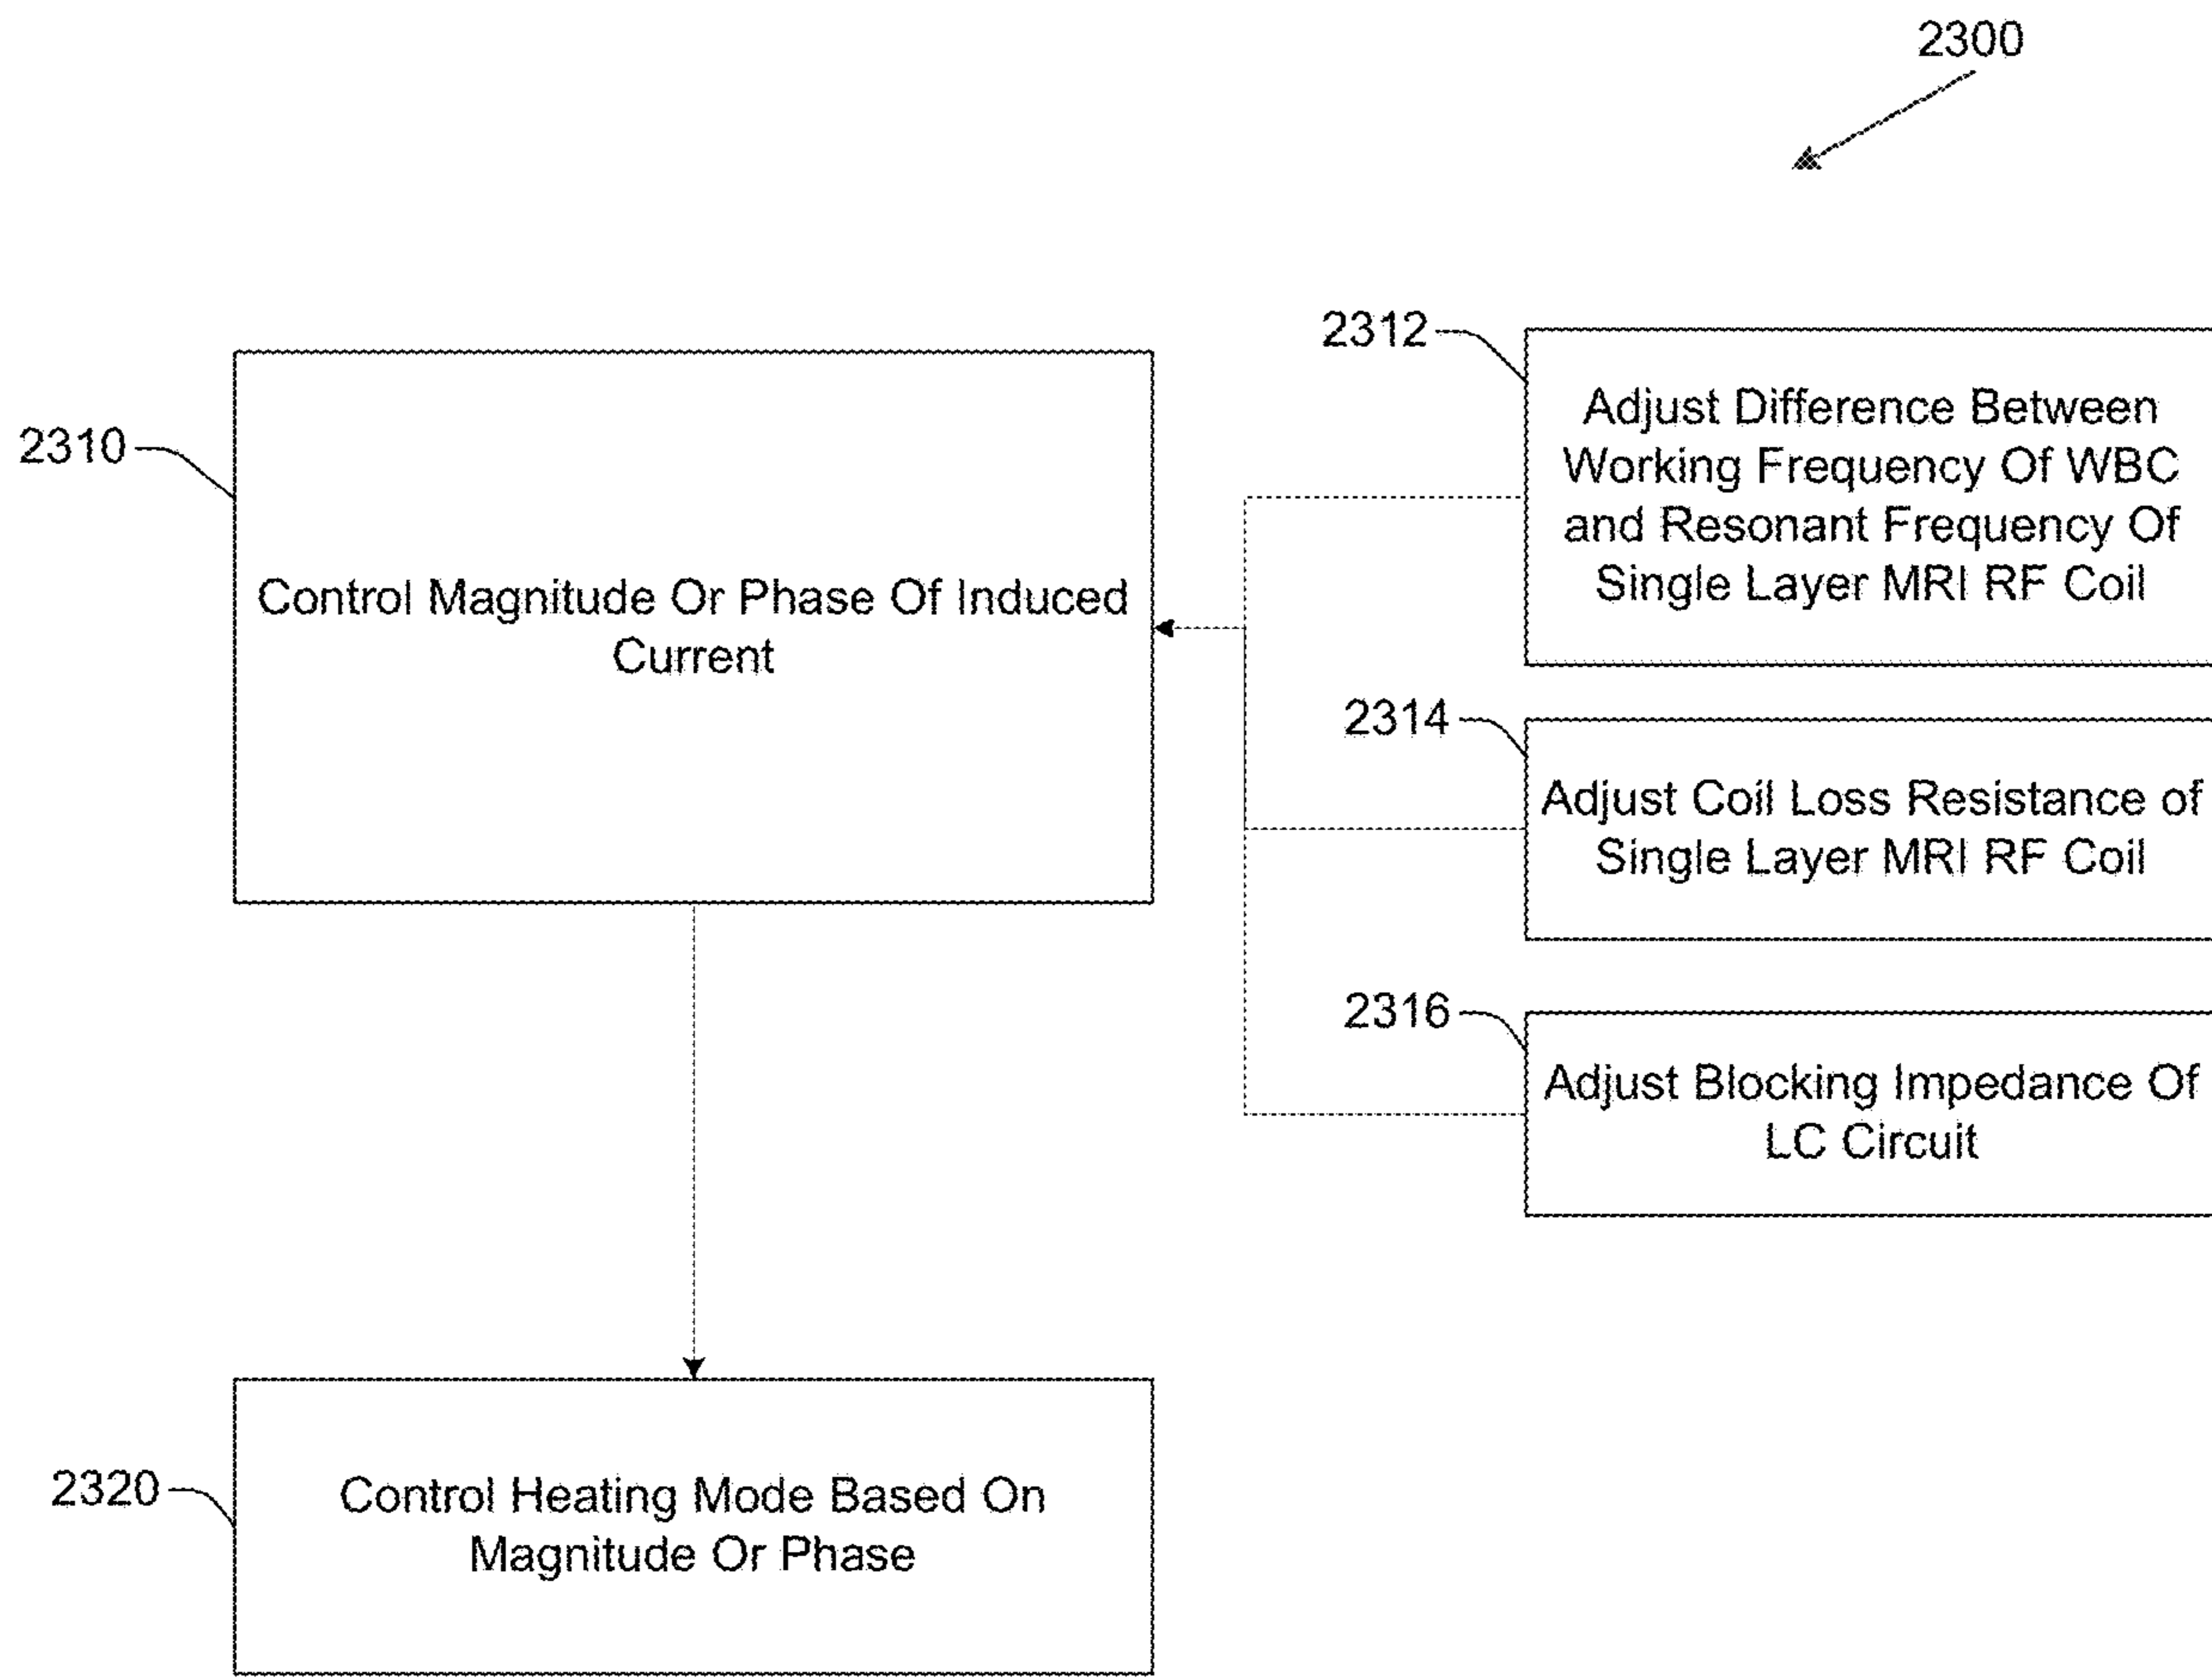 2300
2310
Control Magnitude Or Phase Of Induced
Current
2312
Adjust Difference Between
Working Frequency Of WBC
and Resonant Frequency Of
Single Layer MRI RF Coil
2314
Adjust Coil Loss Resistance of
Single Layer MRI RF Coil
2316
Adjust Blocking Impedance Of
LC Circuit
2320
Control Heating Mode Based On
Magnitude Or Phase